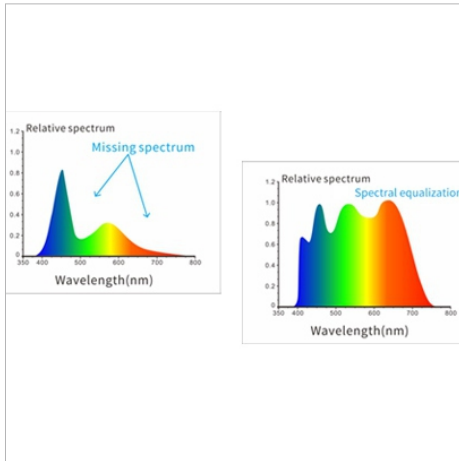 Relative spectrum
Missing spectrum
1.2
1.0
0.8
0.6
0.4
0.2
0
350 400 500 600 700 800
Wavelength(nm)
Relative spectrum
Spectral equalization
1.2
1.0
0.8
0.6
0.4
0.2
0
350 400 500 600 700 800
Wavelength(nm)